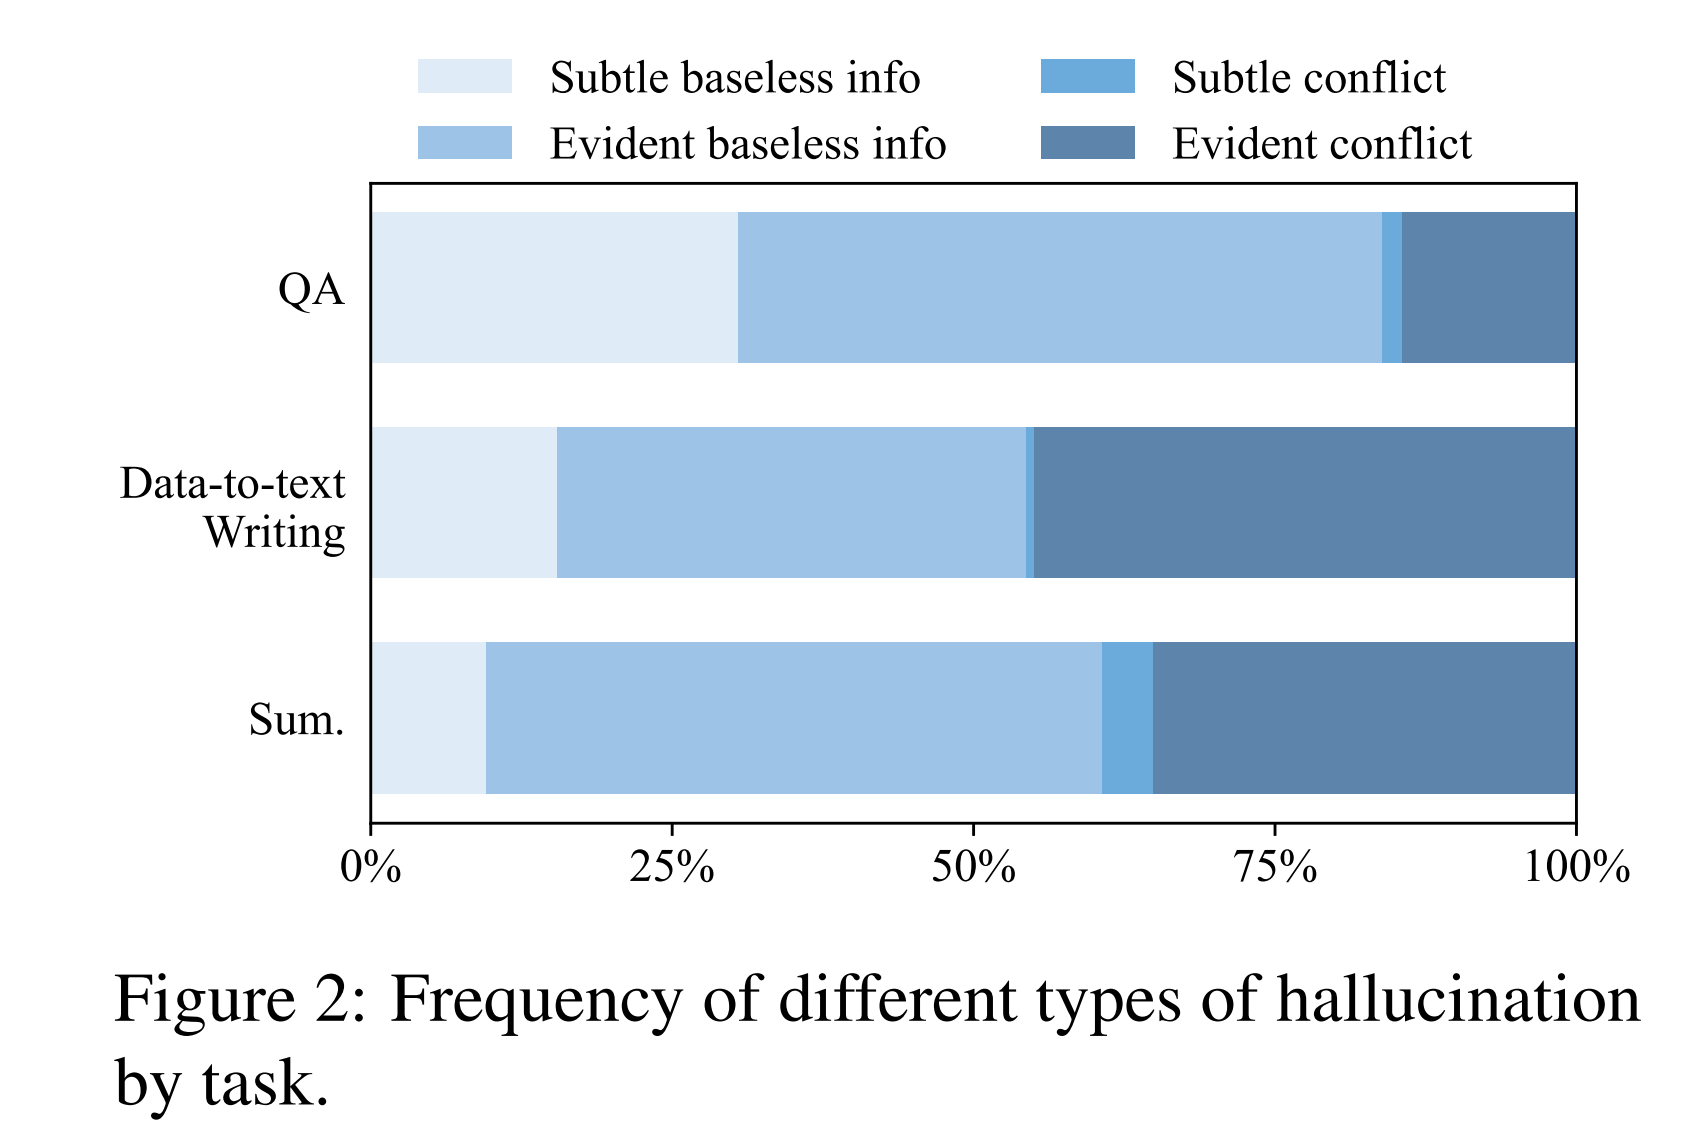 Subtle baseless info
Subtle conflict
Evident baseless info
Evident conflict
QA
Data-to-text
Writing
Sum.
0%
25%
50%
75%
100%
Figure 2: Frequency of different types of hallucination
by task.